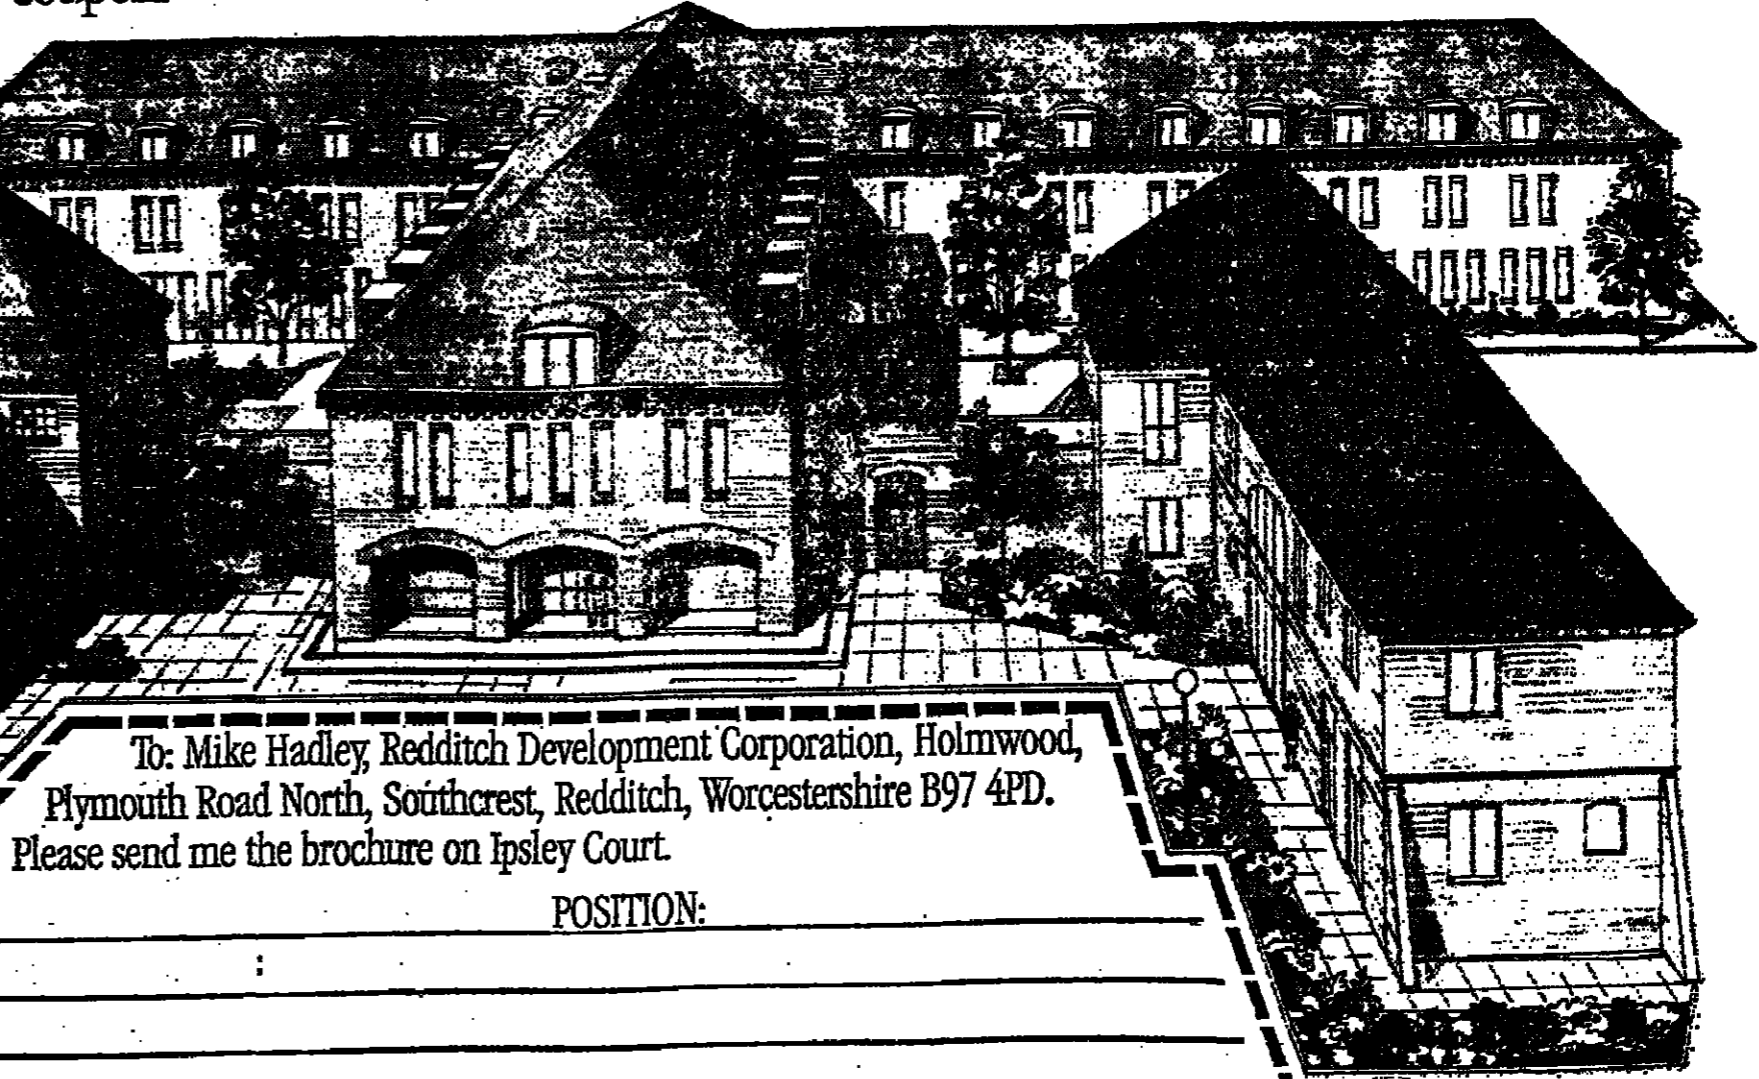 coupon.
To: Mike Hadley, Redditch Development Corporation, Holmwood,
Plymouth Road North, Southcrest, Redditch, Worcestershire B97 4PD.
Please send me the brochure on Ipsley Court.
POSITION: